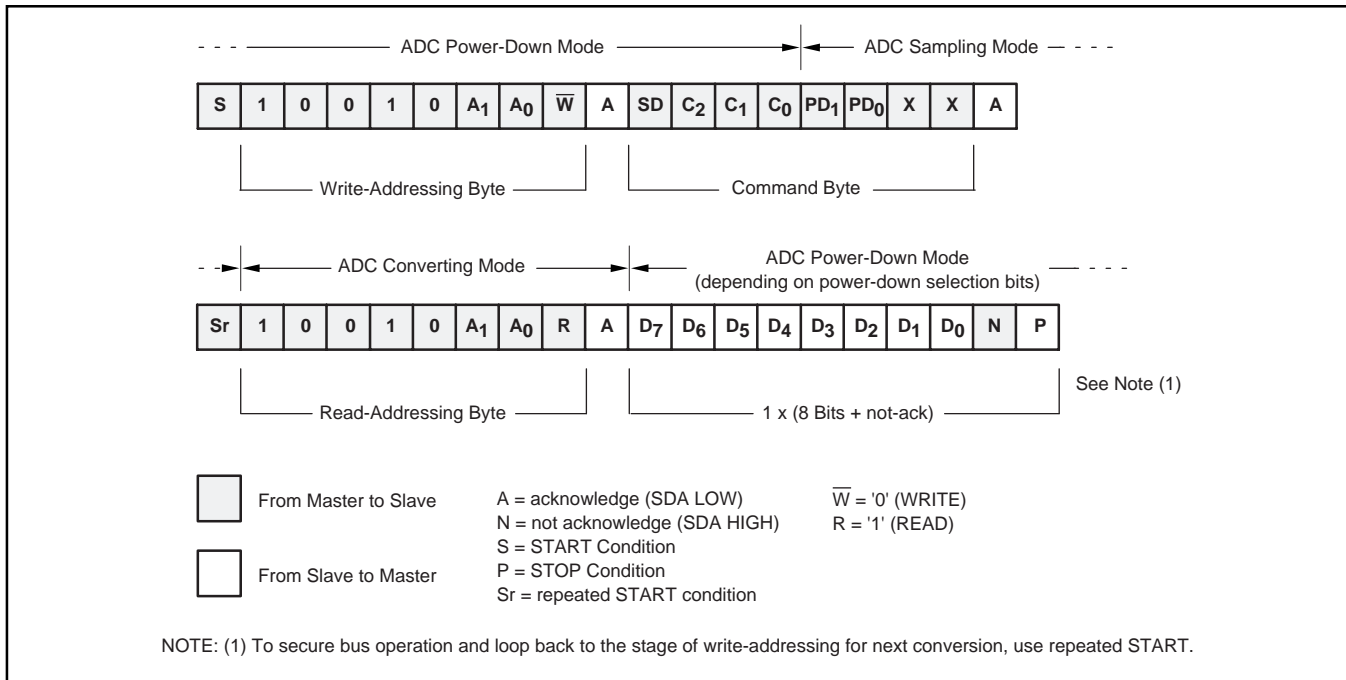 ADC Power-Down Mode ADC Sampling Mode
S 1 0 0 1 0 A1 A0 W̅ A SD C2 C1 C0 PD1 PD0 X X A
Write-Addressing Byte Command Byte
ADC Converting Mode ADC Power-Down Mode
(depending on power-down selection bits)
Sr 1 0 0 1 0 A1 A0 R A D7 D6 D5 D4 D3 D2 D1 D0 N P
See Note (1)
Read-Addressing Byte 1 x (8 Bits + not-ack)
From Master to Slave
From Slave to Master
A = acknowledge (SDA LOW)
N = not acknowledge (SDA HIGH)
S = START Condition
P = STOP Condition
Sr = repeated START condition
W̅ = '0' (WRITE)
R = '1' (READ)
NOTE: (1) To secure bus operation and loop back to the stage of write-addressing for next conversion, use repeated START.